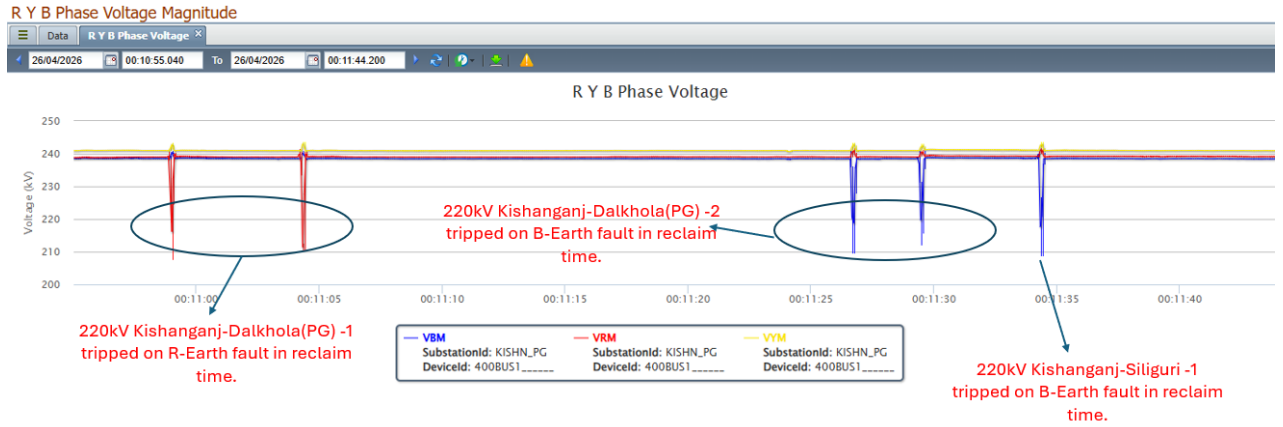 R Y B Phase Voltage Magnitude
Data
R Y B Phase Voltage
26/04/2026 00:10:55.040 To 26/04/2026 00:11:44.200
R Y B Phase Voltage
Voltage (kV)
250
240
230
220
210
200
220kV Kishanganj-Dalkhola(PG) -2
tripped on B-Earth fault in reclaim
time.
00:11:00 00:11:05 00:11:10 00:11:15 00:11:20 00:11:25 00:11:30 00:11:35 00:11:40
220kV Kishanganj-Dalkhola(PG) -1
tripped on R-Earth fault in reclaim
time.
VBM
SubstationId: KISHN_PG
DeviceId: 400BUS1______
VRM
SubstationId: KISHN_PG
DeviceId: 400BUS1______
VYM
SubstationId: KISHN_PG
DeviceId: 400BUS1______
220kV Kishanganj-Siliguri -1
tripped on B-Earth fault in reclaim
time.